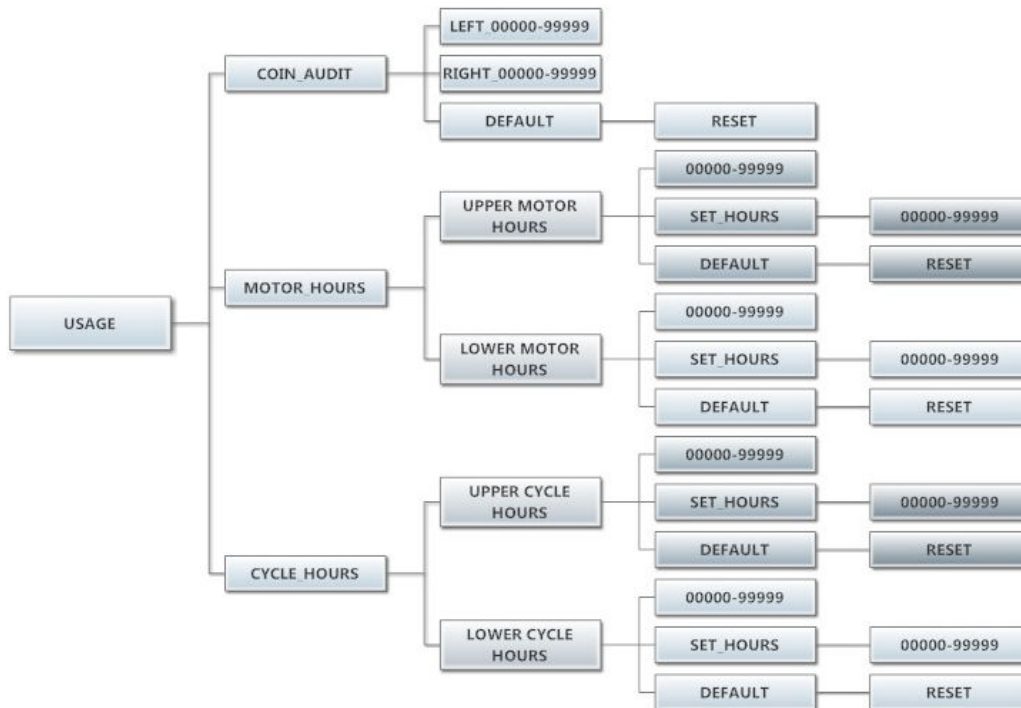 LEFT_00000-99999
COIN_AUDIT
RIGHT_00000-99999
DEFAULT
RESET
00000-99999
UPPER MOTOR
HOURS
SET_HOURS
00000-99999
DEFAULT
RESET
MOTOR_HOURS
00000-99999
USAGE
LOWER MOTOR
HOURS
SET_HOURS
00000-99999
DEFAULT
RESET
00000-99999
UPPER CYCLE
HOURS
SET_HOURS
00000-99999
DEFAULT
RESET
CYCLE_HOURS
00000-99999
LOWER CYCLE
HOURS
SET_HOURS
00000-99999
DEFAULT
RESET